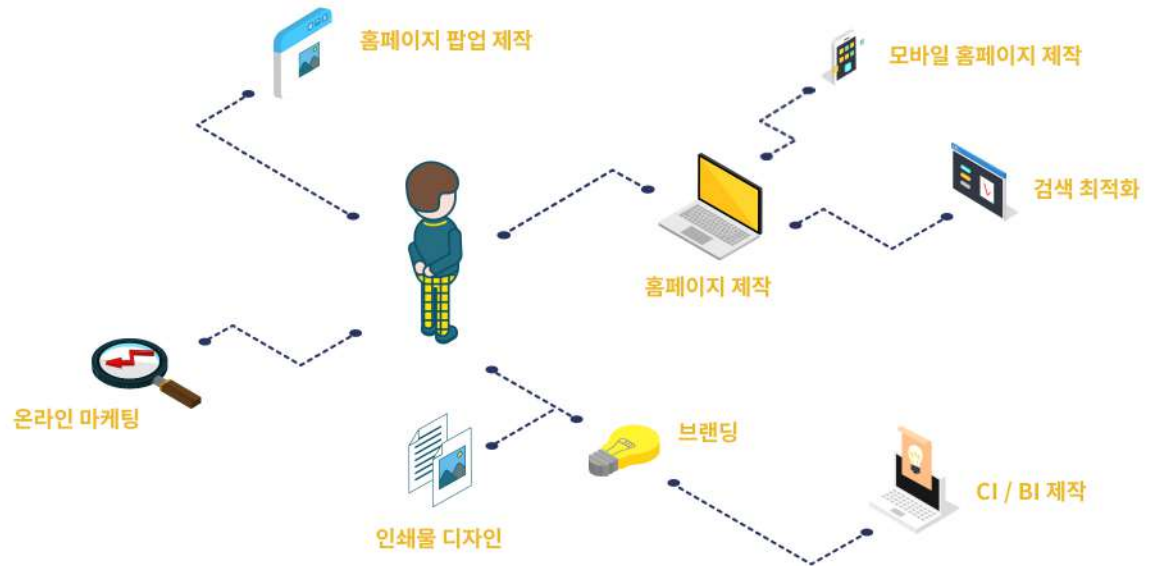 홈페이지 팝업 제작
모바일 홈페이지 제작
검색 최적화
홈페이지 제작
온라인 마케팅
브랜딩
CI / BI 제작
인쇄물 디자인